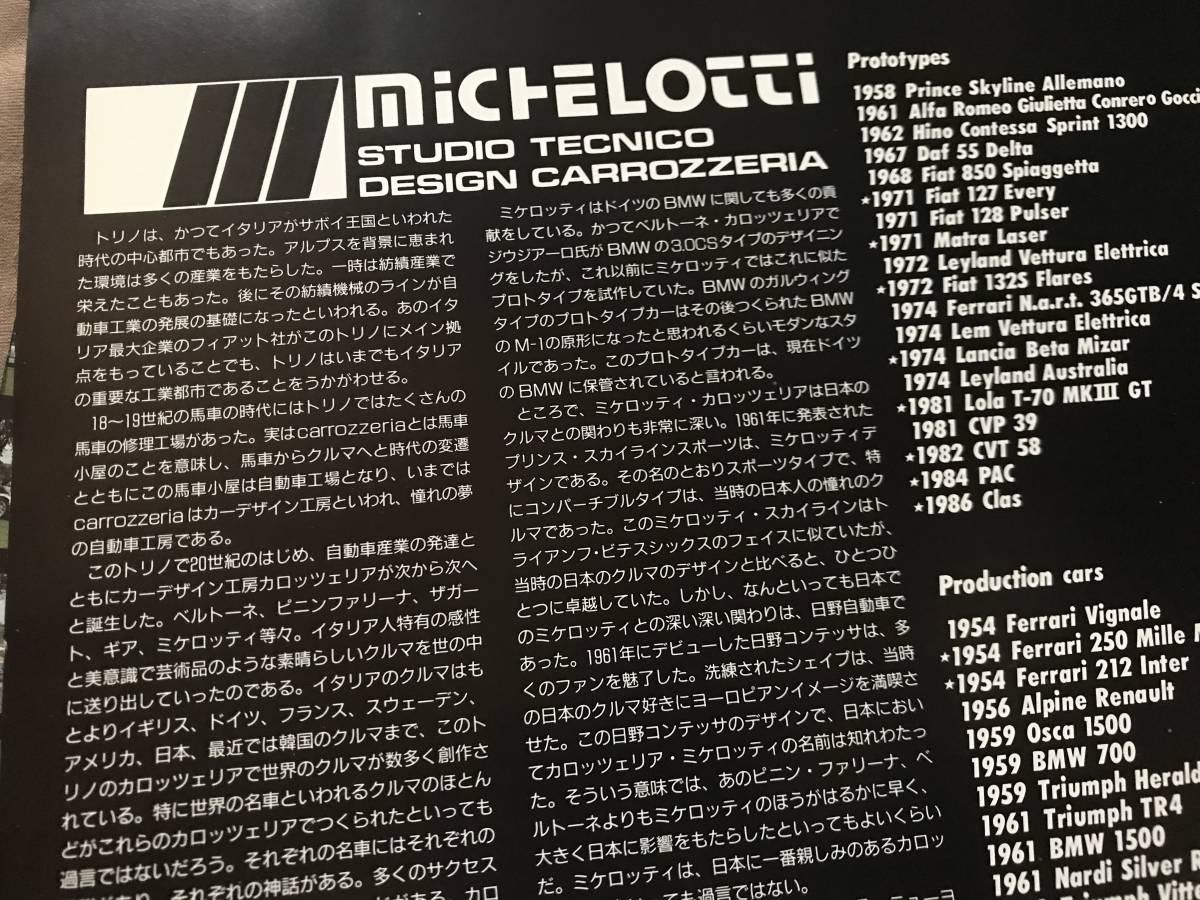 MICHELOTTI
STUDIO TECNICO
DESIGN CARROZZERIA
トリノは、かつてイタリアがサボイ王国といわれた
時代の中心都市でもあった。アルプスを背景に恵まれ
た環境は多くの産業をもたらした。一時は紡績産業で
栄えたこともあった。後にその紡績機械のラインが自
動車工業の発展の基礎になったといわれる。あのイタ
リア最大企業のフィアット社がこのトリノにメイン拠
点をもっていることでも、トリノはいまでもイタリア
の重要な工業都市であることをうかがわせる。
18〜19世紀の馬車の時代にはトリノではたくさんの
馬車の修理工場があった。実はcarrozzeriaとは馬車
小屋のことを意味し、馬車からクルマへと時代の変遷
とともにこの馬車小屋は自動車工場となり、いまでは
carrozzeriaはカーデザイン工房といわれ、憧れの夢
の自動車工房である。
このトリノで20世紀のはじめ、自動車産業の発達と
ともにカーデザイン工房カロッツェリアが次から次へ
と誕生した。ベルトーネ、ピニンファリーナ、ザガー
ト、ギア、ミケロッティ等々。イタリア人特有の感性
と美意識で芸術品のような素晴らしいクルマを世の中
に送り出していったのである。イタリアのクルマはも
とよりイギリス、ドイツ、フランス、スウェーデン、
アメリカ、日本、最近では韓国のクルマまで、このト
リノのカロッツェリアで世界のクルマが数多く創作さ
れている。特に世界の名車といわれるクルマのほとん
どがこれらのカロッツェリアでつくられたといっても
過言ではないだろう。それぞれの名車にはそれぞれの
があり、それぞれの神話がある。多くのサクセス
がある。カロ
ミケロッティはドイツのBMWに関しても多くの貢
献をしている。かつてベルトーネ・カロッツェリアで
ジウジアーロ氏がBMWの3.0CSタイプのデザイニン
グをしたが、これ以前にミケロッティではこれに似た
プロトタイプを試作していた。BMWのガルウィング
タイプのプロトタイプカーはその後つくられたBMW
のM-1の原形になったと思われるくらいモダンなスタ
イルであった。このプロトタイプカーは、現在ドイツ
のBMWに保管されていると言われる。
ところで、ミケロッティ・カロッツェリアは日本の
クルマとの関わりも非常に深い。1961年に発表された
プリンス・スカイラインスポーツは、ミケロッティデ
ザインである。その名のとおりスポーツタイプで、特
にコンバーチブルタイプは、当時の日本人の憧れのク
ルマであった。このミケロッティ・スカイラインはト
ライアンフ・ビテスシックスのフェイスに似ていたが、
当時の日本のクルマのデザインと比べると、ひとつひ
とつに卓越していた。しかし、なんといっても日本で
のミケロッティとの深い深い関わりは、日野自動車で
あった。1961年にデビューした日野コンテッサは、多
くのファンを魅了した。洗練されたシェイプは、当時
の日本のクルマ好きにヨーロピアンイメージを満喫さ
せた。この日野コンテッサのデザインで、日本におい
てカロッツェリア・ミケロッティの名前は知れわたっ
た。そういう意味では、あのピニン・ファリーナ、ベ
ルトーネよりもミケロッティのほうがはるかに早く、
大きく日本に影響をもたらしたといってもよいくらい
だ。ミケロッティは、日本に一番親しみのあるカロッ
ても過言ではない。
ニューヨ
Prototypes
1958 Prince Skyline Allemano
1961 Alfa Romeo Giulietta Conrero Gocci
1962 Hino Contessa Sprint 1300
1967 Daf 55 Delta
1968 Fiat 850 Spiaggetta
★1971 Fiat 127 Every
1971 Fiat 128 Pulser
★1971 Matra Laser
1972 Leyland Vettura Elettrica
★1972 Fiat 132S Flares
1974 Ferrari N.a.r.t. 365GTB/4 S
1974 Lem Vettura Elettrica
★1974 Lancia Beta Mizar
1974 Leyland Australia
★1981 Lola T-70 MKIII GT
1981 CVP 39
★1982 CVT 58
★1984 PAC
★1986 Clas
Production cars
1954 Ferrari Vignale
★1954 Ferrari 250 Mille M
★1954 Ferrari 212 Inter
1956 Alpine Renault
1959 Osca 1500
1959 BMW 700
1959 Triumph Herald
1961 Triumph TR4
1961 BMW 1500
1961 Nardi Silver R
Triumph Vitt